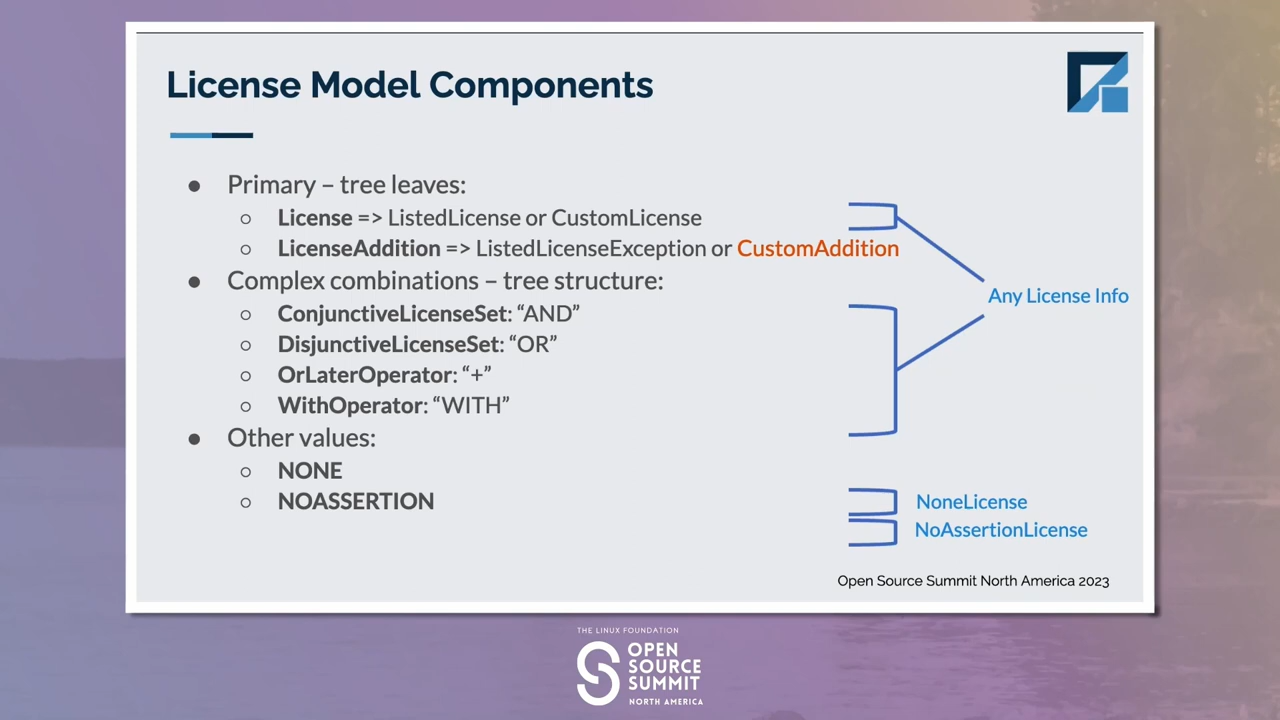 License Model Components
● Primary – tree leaves:
○ License => ListedLicense or CustomLicense
○ LicenseAddition => ListedLicenseException or CustomAddition
● Complex combinations – tree structure:
○ ConjunctiveLicenseSet: “AND”
○ DisjunctiveLicenseSet: “OR”
○ OrLaterOperator: “+”
○ WithOperator: “WITH”
● Other values:
○ NONE
○ NOASSERTION
Any License Info
NoneLicense
NoAssertionLicense
Open Source Summit North America 2023
THE LINUX FOUNDATION
OPEN
SOURCE
SUMMIT
NORTH AMERICA